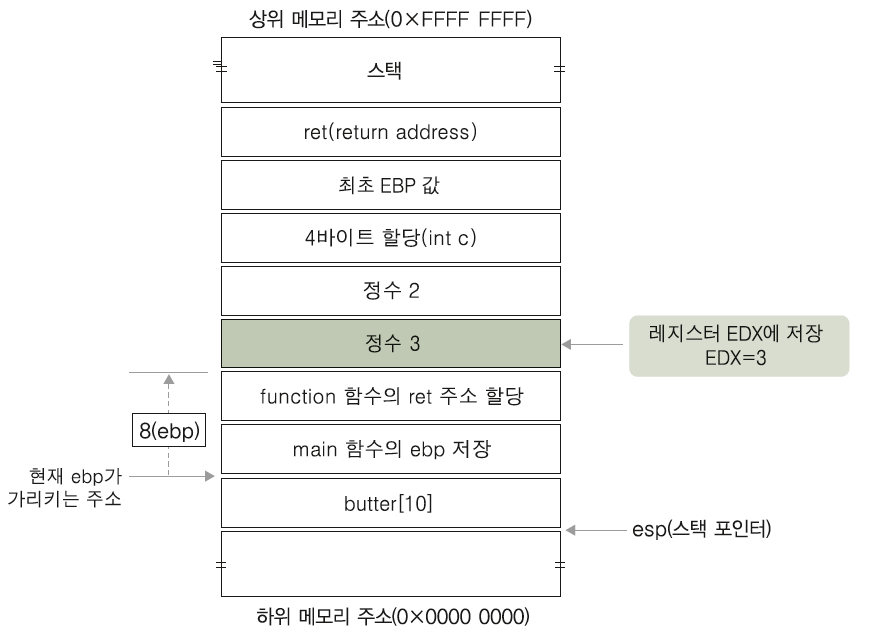 상위 메모리 주소(0×FFFF FFFF)
스택
ret(return address)
최초 EBP 값
4바이트 할당(int c)
정수 2
정수 3
레지스터 EDX에 저장
EDX=3
function 함수의 ret 주소 할당
8(ebp)
main 함수의 ebp 저장
현재 ebp가
가리키는 주소
butter[10]
esp(스택 포인터)
하위 메모리 주소(0×0000 0000)